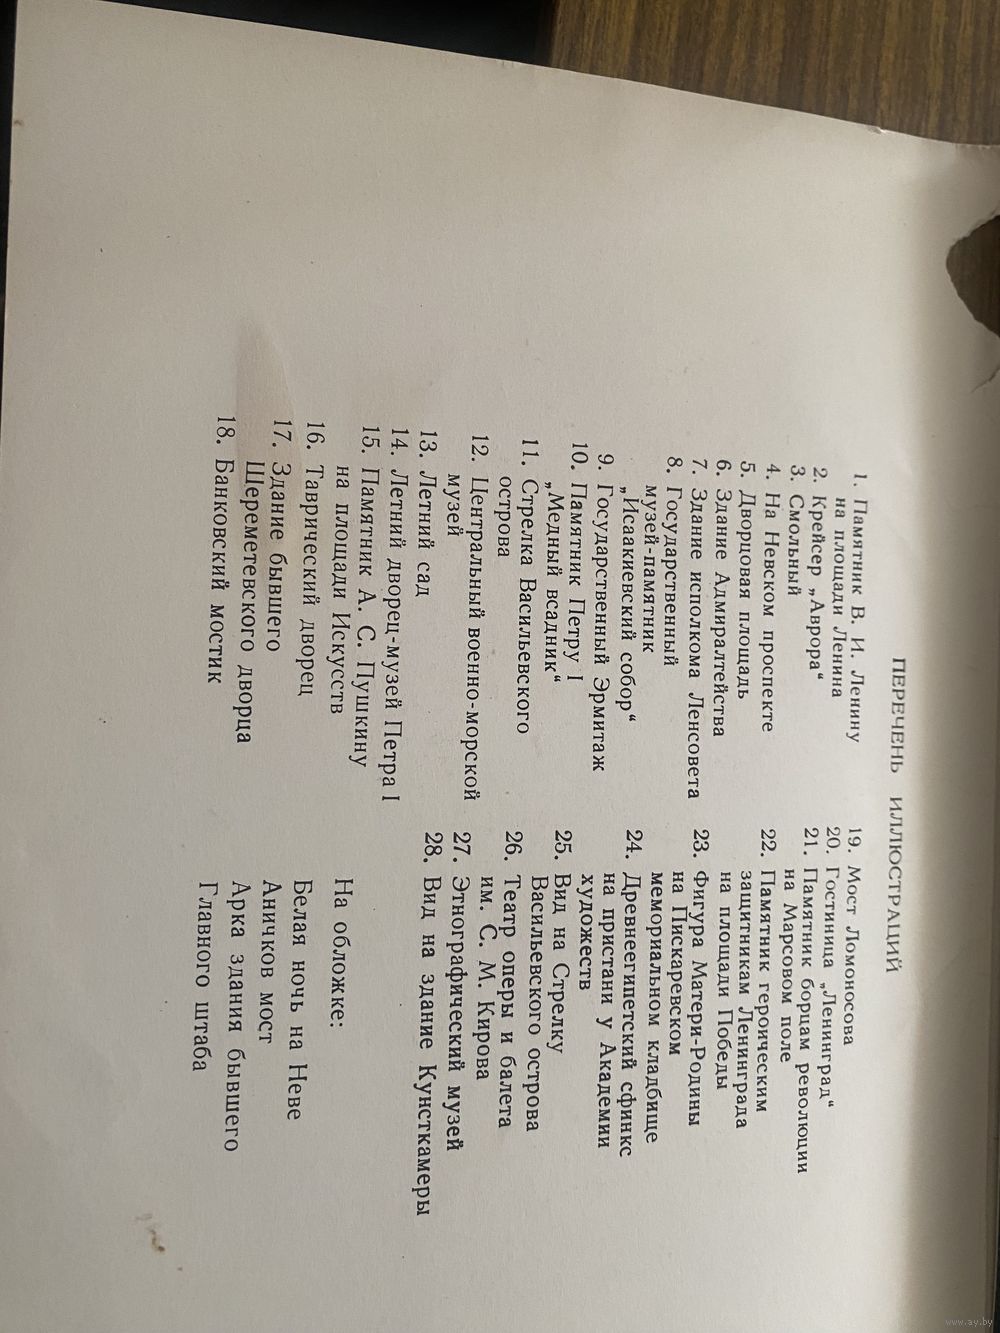 ПЕРЕЧЕНЬ ИЛЛЮСТРАЦИЙ
1. Памятник В. И. Ленину
на площади Ленина
2. Крейсер „Аврора“
3. Смольный
4. На Невском проспекте
5. Дворцовая площадь
6. Здание Адмиралтейства
7. Здание исполкома Ленсовета
8. Государственный
музей-памятник
„Исаакиевский собор“
9. Государственный Эрмитаж
10. Памятник Петру I
„Медный всадник“
11. Стрелка Васильевского
острова
12. Центральный военно-морской
музей
13. Летний сад
14. Летний дворец-музей Петра I
15. Памятник А. С. Пушкину
на площади Искусств
16. Таврический дворец
17. Здание бывшего
Шереметевского дворца
18. Банковский мостик
19. Мост Ломоносова
20. Гостиница „Ленинград“
21. Памятник борцам революции
на Марсовом поле
22. Памятник героическим
защитникам Ленинграда
на площади Победы
23. Фигура Матери-Родины
на Пискаревском
мемориальном кладбище
24. Древнеегипетский сфинкс
на пристани у Академии
художеств
25. Вид на Стрелку
Васильевского острова
26. Театр оперы и балета
им. С. М. Кирова
27. Этнографический музей
28. Вид на здание Кунсткамеры
На обложке:
Белая ночь на Неве
Аничков мост
Арка здания бывшего
Главного штаба
www.ay.by